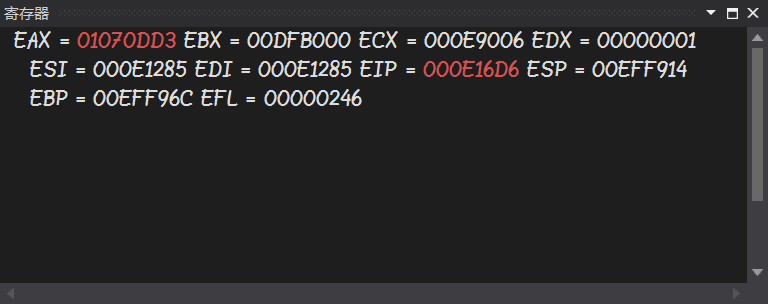 寄存器
EAX = 01070DD3 EBX = 00DFB000 ECX = 000E9006 EDX = 00000001
ESI = 000E1285 EDI = 000E1285 EIP = 000E16D6 ESP = 00EFF914
EBP = 00EFF96C EFL = 00000246